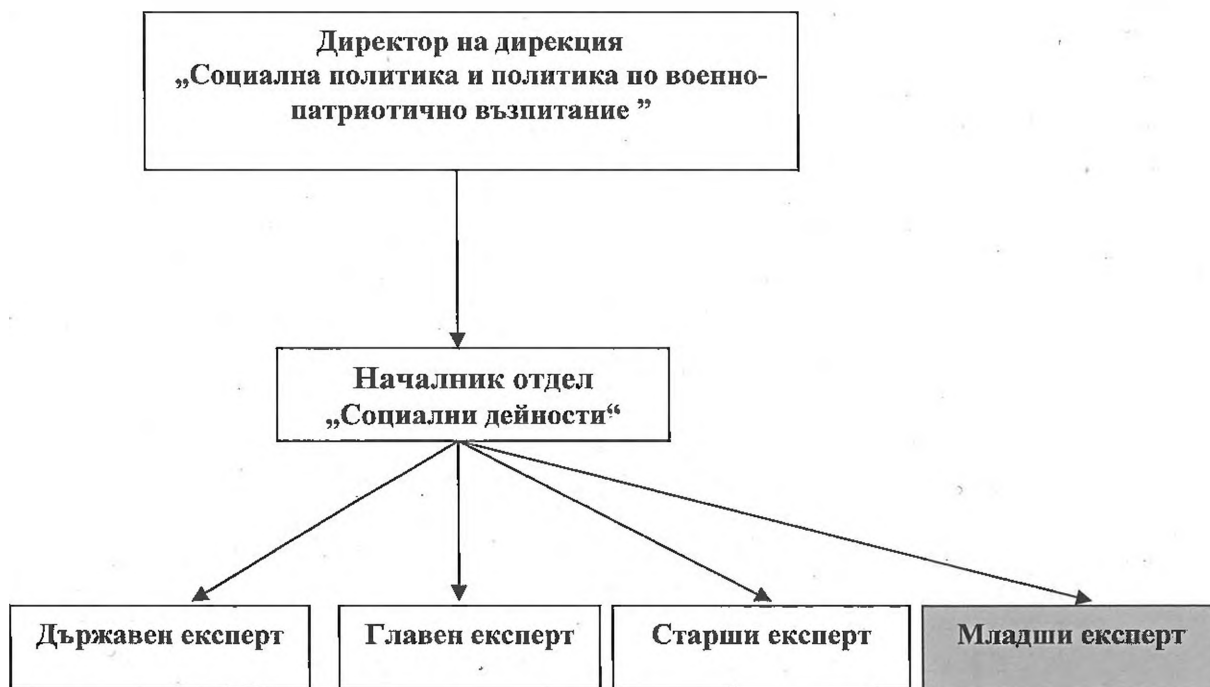 Директор на дирекция
„Социална политика и политика по военно-
патриотично възпитание ”
Началник отдел
„Социални дейности“
Държавен експерт
Главен експерт
Старши експерт
Младши експерт